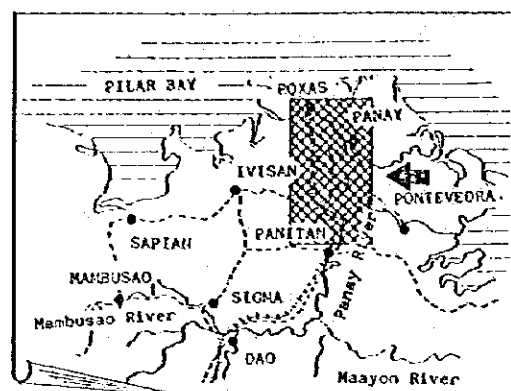 PILAR BAY
ROXAS
PANAY
IVISAN
PONTEVEDRA
SAPIAN
PANITAN
Panay River
MAMBUSAO
SIGMA
Mambusao River
DAO
Maayon River